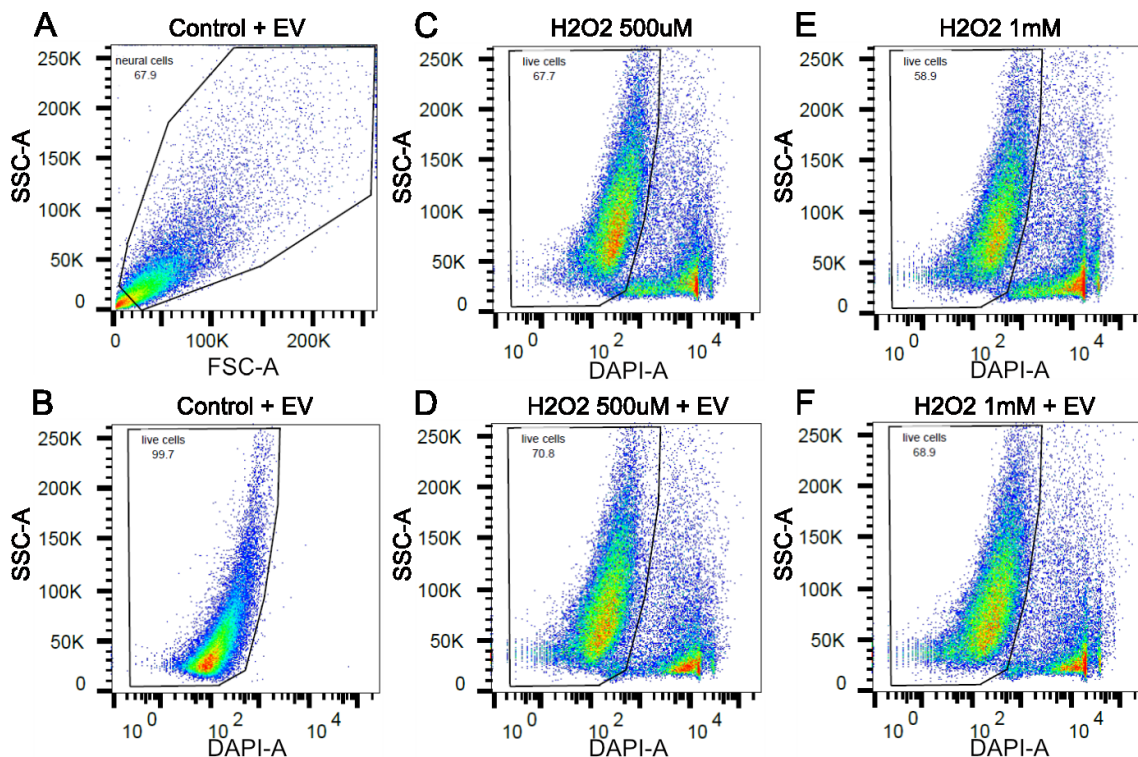 A
Control + EV
neural cells
67.9
SSC-A
250K
200K
150K
100K
50K
0
0
100K
200K
FSC-A
C
H2O2 500uM
live cells
67.7
SSC-A
250K
200K
150K
100K
50K
0
10 0
10 2
10 4
DAPI-A
E
H2O2 1mM
live cells
58.9
SSC-A
250K
200K
150K
100K
50K
0
10 0
10 2
10 4
DAPI-A
B
Control + EV
live cells
99.7
SSC-A
250K
200K
150K
100K
50K
0
10 0
10 2
10 4
DAPI-A
D
H2O2 500uM + EV
live cells
70.8
SSC-A
250K
200K
150K
100K
50K
0
10 0
10 2
10 4
DAPI-A
F
H2O2 1mM + EV
live cells
68.9
SSC-A
250K
200K
150K
100K
50K
0
10 0
10 2
10 4
DAPI-A